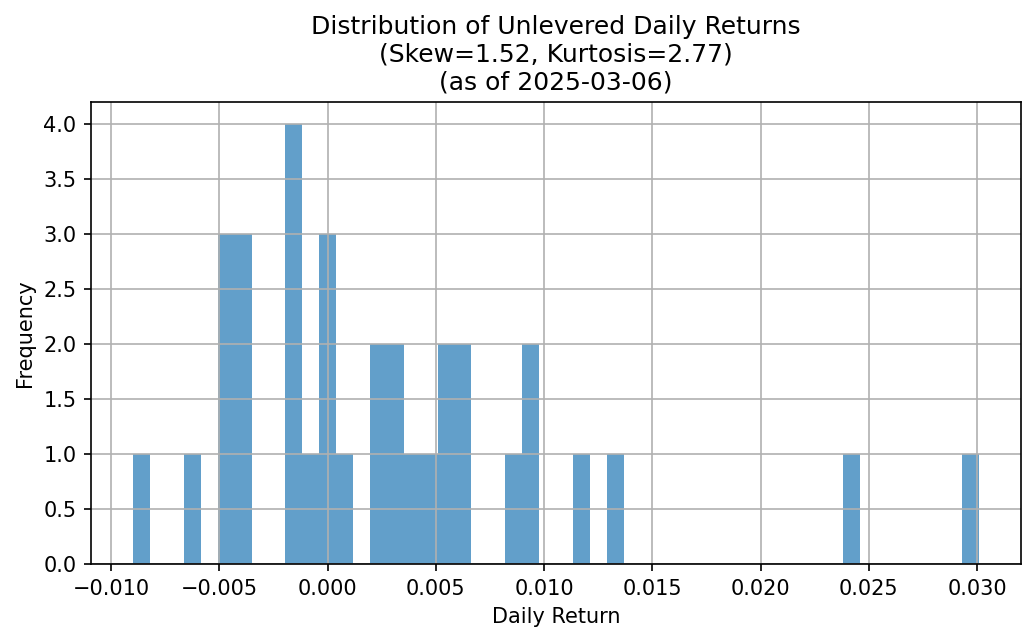 Distribution of Unlevered Daily Returns
(Skew=1.52, Kurtosis=2.77)
(as of 2025-03-06)
4.0
3.5
3.0
2.5
2.0
1.5
1.0
0.5
0.0
Frequency
−0.010 −0.005 0.000 0.005 0.010 0.015 0.020 0.025 0.030
Daily Return